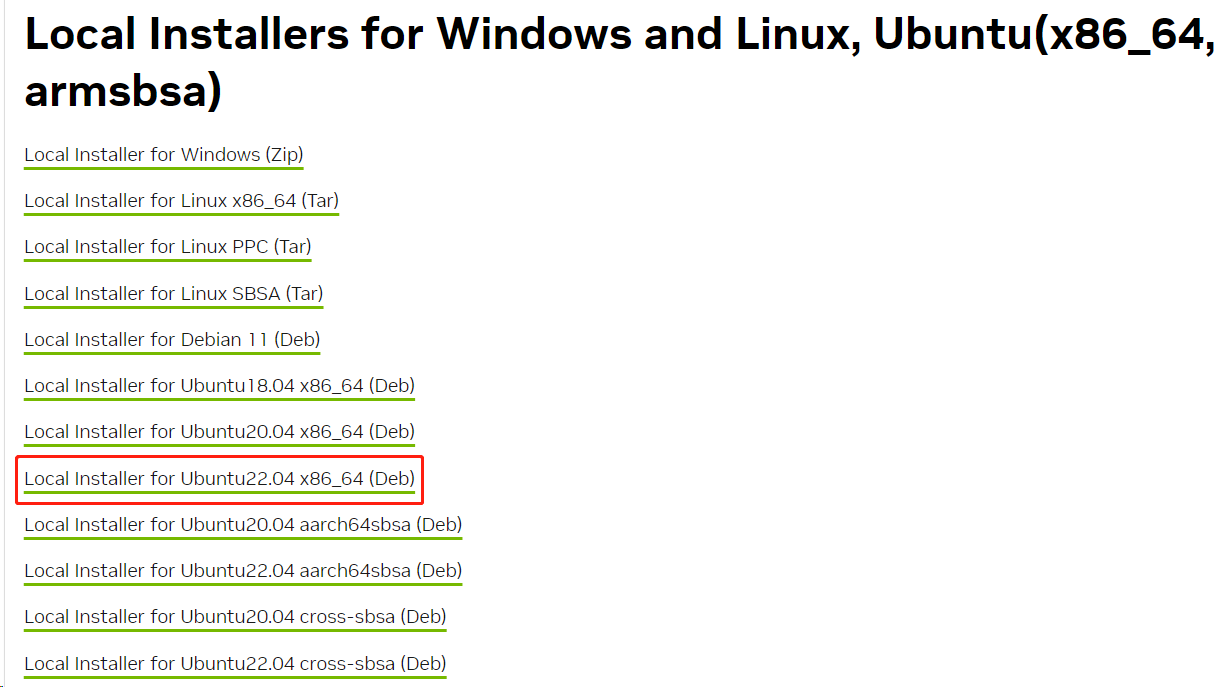 Local Installers for Windows and Linux, Ubuntu(x86_64,
armsbsa)
Local Installer for Windows (Zip)
Local Installer for Linux x86_64 (Tar)
Local Installer for Linux PPC (Tar)
Local Installer for Linux SBSA (Tar)
Local Installer for Debian 11 (Deb)
Local Installer for Ubuntu18.04 x86_64 (Deb)
Local Installer for Ubuntu20.04 x86_64 (Deb)
Local Installer for Ubuntu22.04 x86_64 (Deb)
Local Installer for Ubuntu20.04 aarch64sbsa (Deb)
Local Installer for Ubuntu22.04 aarch64sbsa (Deb)
Local Installer for Ubuntu20.04 cross-sbsa (Deb)
Local Installer for Ubuntu22.04 cross-sbsa (Deb)